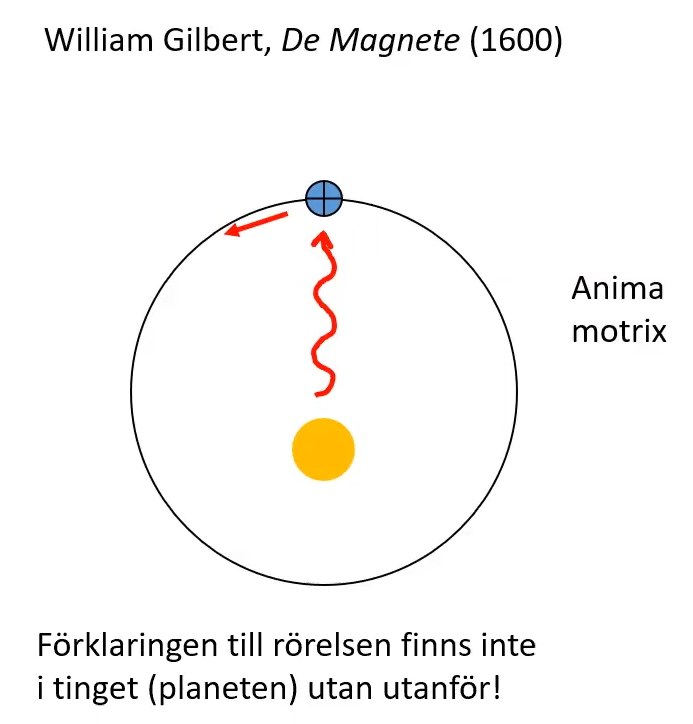 William Gilbert, De Magnete (1600)
Anima
motrix
Förklaringen till rörelsen finns inte
i tinget (planeten) utan utanför!